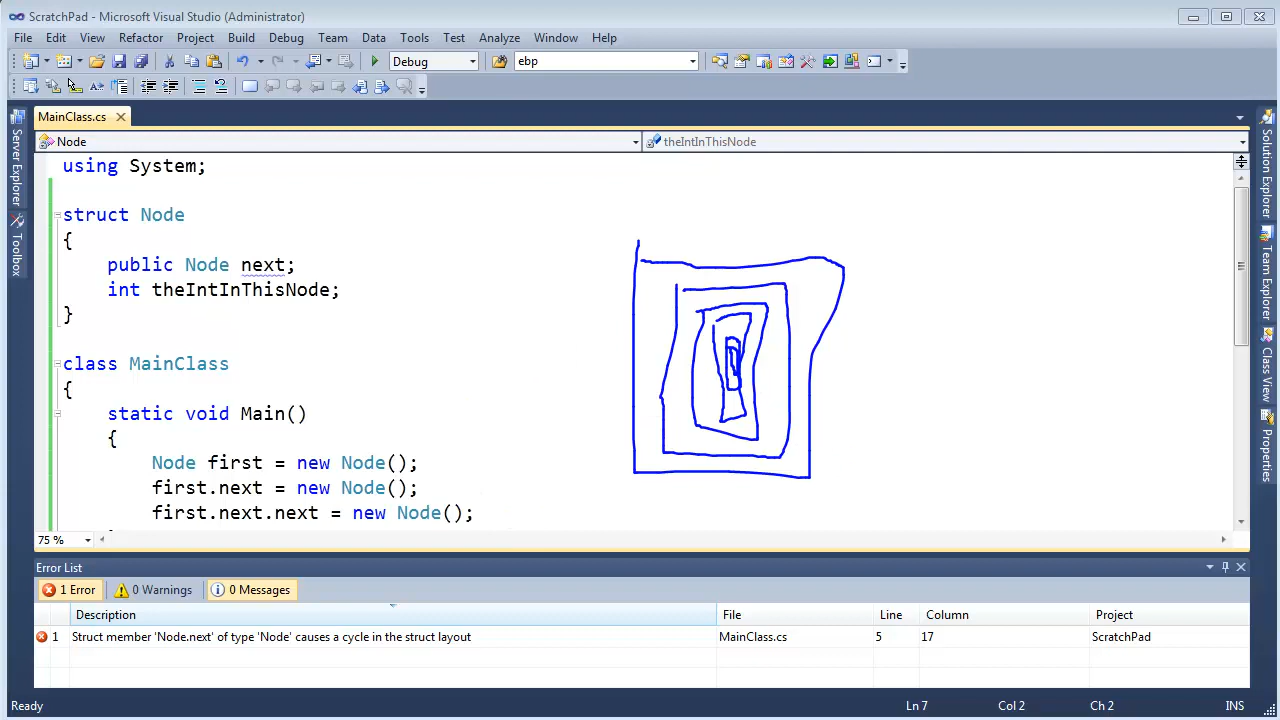 ScratchPad - Microsoft Visual Studio (Administrator)
File Edit View Refactor Project Build Debug Team Data Tools Test Analyze Window Help
Debug ebp
MainClass.cs
Node theIntInThisNode
Server Explorer
Toolbox
Solution Explorer
Team Explorer
Class View
Properties
using System;
struct Node
{
public Node next;
int theIntInThisNode;
}
class MainClass
{
static void Main()
{
Node first = new Node();
first.next = new Node();
first.next.next = new Node();
75 %
Error List
1 Error 0 Warnings 0 Messages
Description File Line Column Project
1 Struct member 'Node.next' of type 'Node' causes a cycle in the struct layout MainClass.cs 5 17 ScratchPad
Ready Ln 7 Col 2 Ch 2 INS